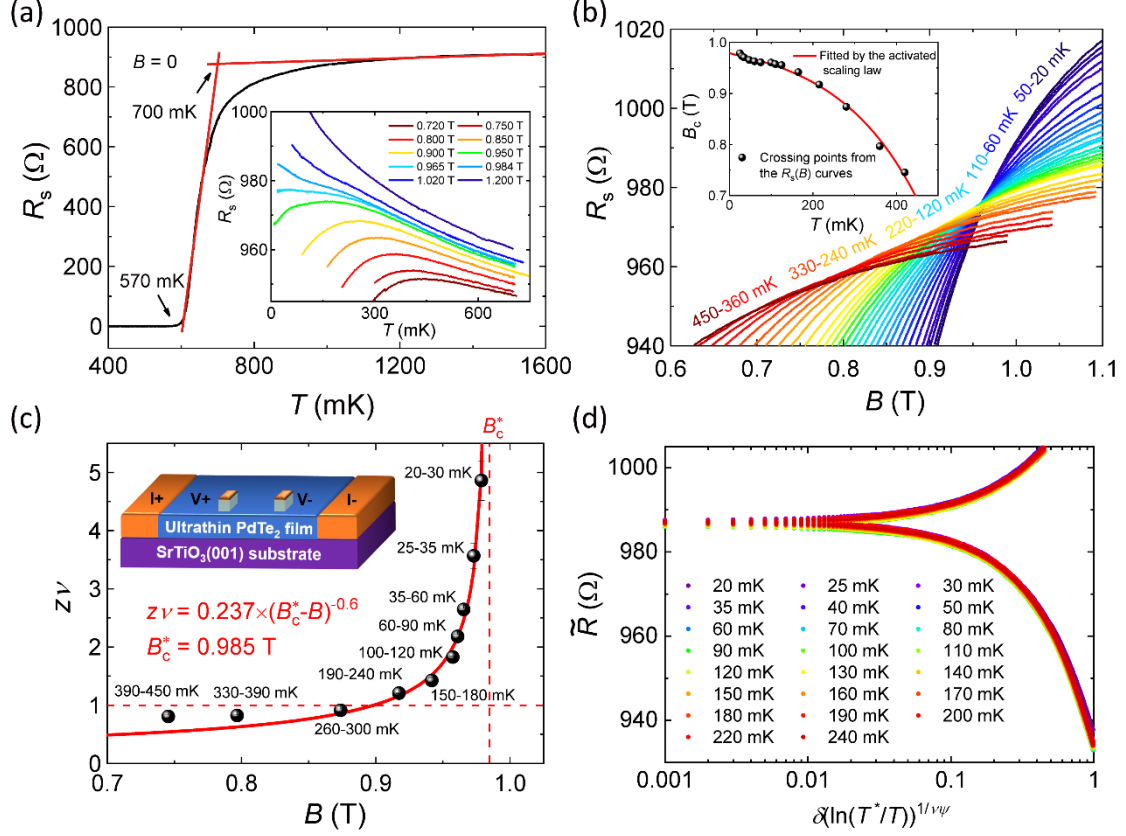 (a)
1000
900
800
600
400
200
0
R_s (Ω)
B = 0
700 mK
570 mK
1000
980
960
R_s (Ω)
0.720 T
0.750 T
0.800 T
0.850 T
0.900 T
0.950 T
0.965 T
0.984 T
1.020 T
1.200 T
0
300
600
T (mK)
400
800
1200
1600
T (mK)
(b)
1020
1000
980
960
940
R_s (Ω)
1.0
0.9
0.8
0.7
B_c (T)
Fitted by the activated
scaling law
Crossing points from
the R_s(B) curves
0
200
400
T (mK)
50-20 mK
110-60 mK
220-120 mK
330-240 mK
450-360 mK
0.6
0.7
0.8
0.9
1.0
1.1
B (T)
(c)
B_c^*
5
4
3
2
1
0
zν
I+
V+
V-
I-
Ultrathin PdTe₂ film
SrTiO₃(001) substrate
zν = 0.237×(B_c^*-B)^-0.6
B_c^* = 0.985 T
20-30 mK
25-35 mK
35-60 mK
60-90 mK
100-120 mK
190-240 mK
150-180 mK
390-450 mK
330-390 mK
260-300 mK
0.7
0.8
0.9
1.0
B (T)
(d)
1000
980
960
940
R̃ (Ω)
20 mK
25 mK
30 mK
35 mK
40 mK
50 mK
60 mK
70 mK
80 mK
90 mK
100 mK
110 mK
120 mK
130 mK
140 mK
150 mK
160 mK
170 mK
180 mK
190 mK
200 mK
220 mK
240 mK
0.001
0.01
0.1
1
δ(ln(T^*/T))^1/νψ